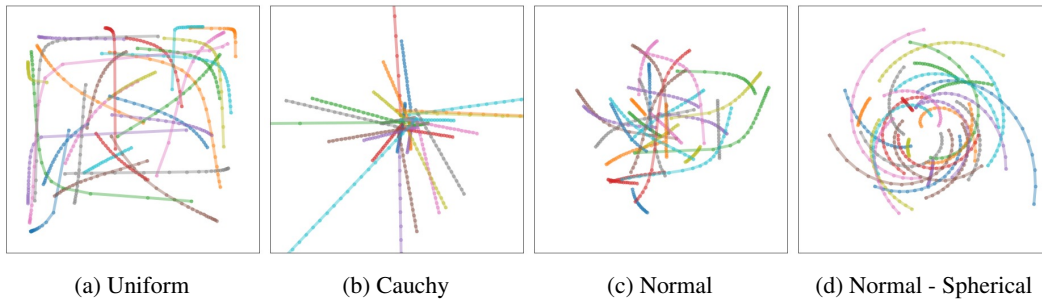 (a) Uniform
(b) Cauchy
(c) Normal
(d) Normal - Spherical